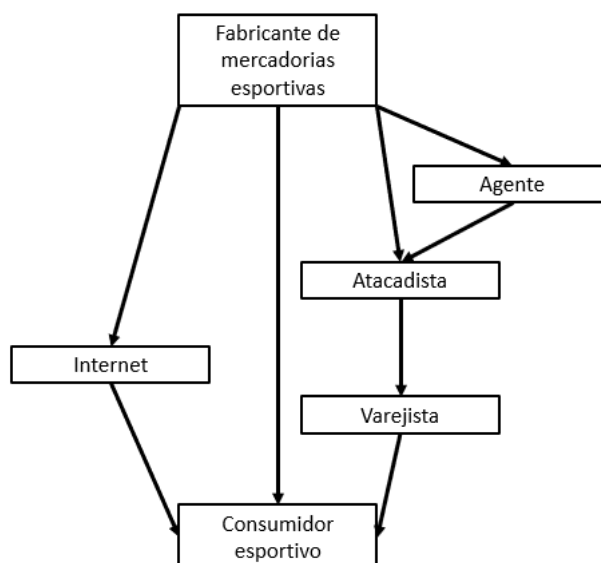 Fabricante de
mercadorias
esportivas
Agente
Atacadista
Internet
Varejista
Consumidor
esportivo